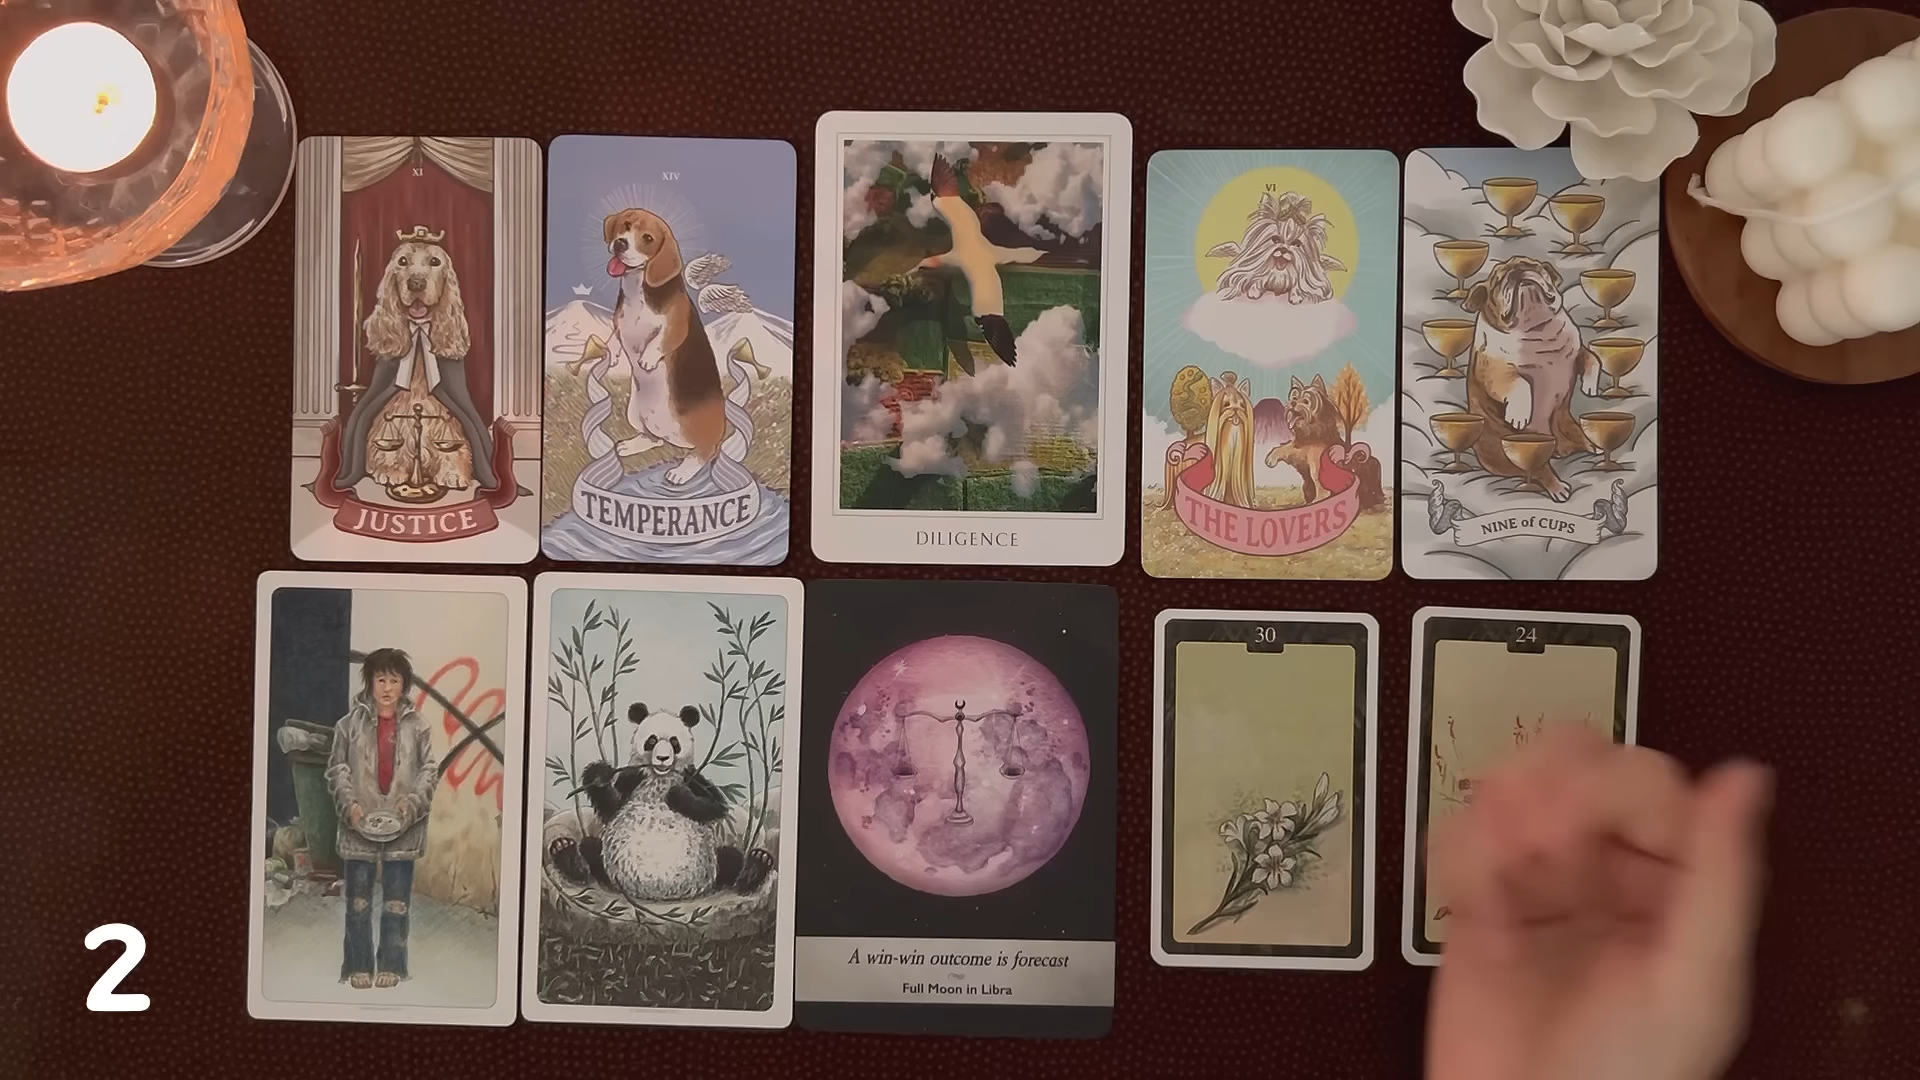 XI
JUSTICE
XIV
TEMPERANCE
DILIGENCE
VI
THE LOVERS
NINE of CUPS
A win-win outcome is forecast
Full Moon in Libra
30
24
2